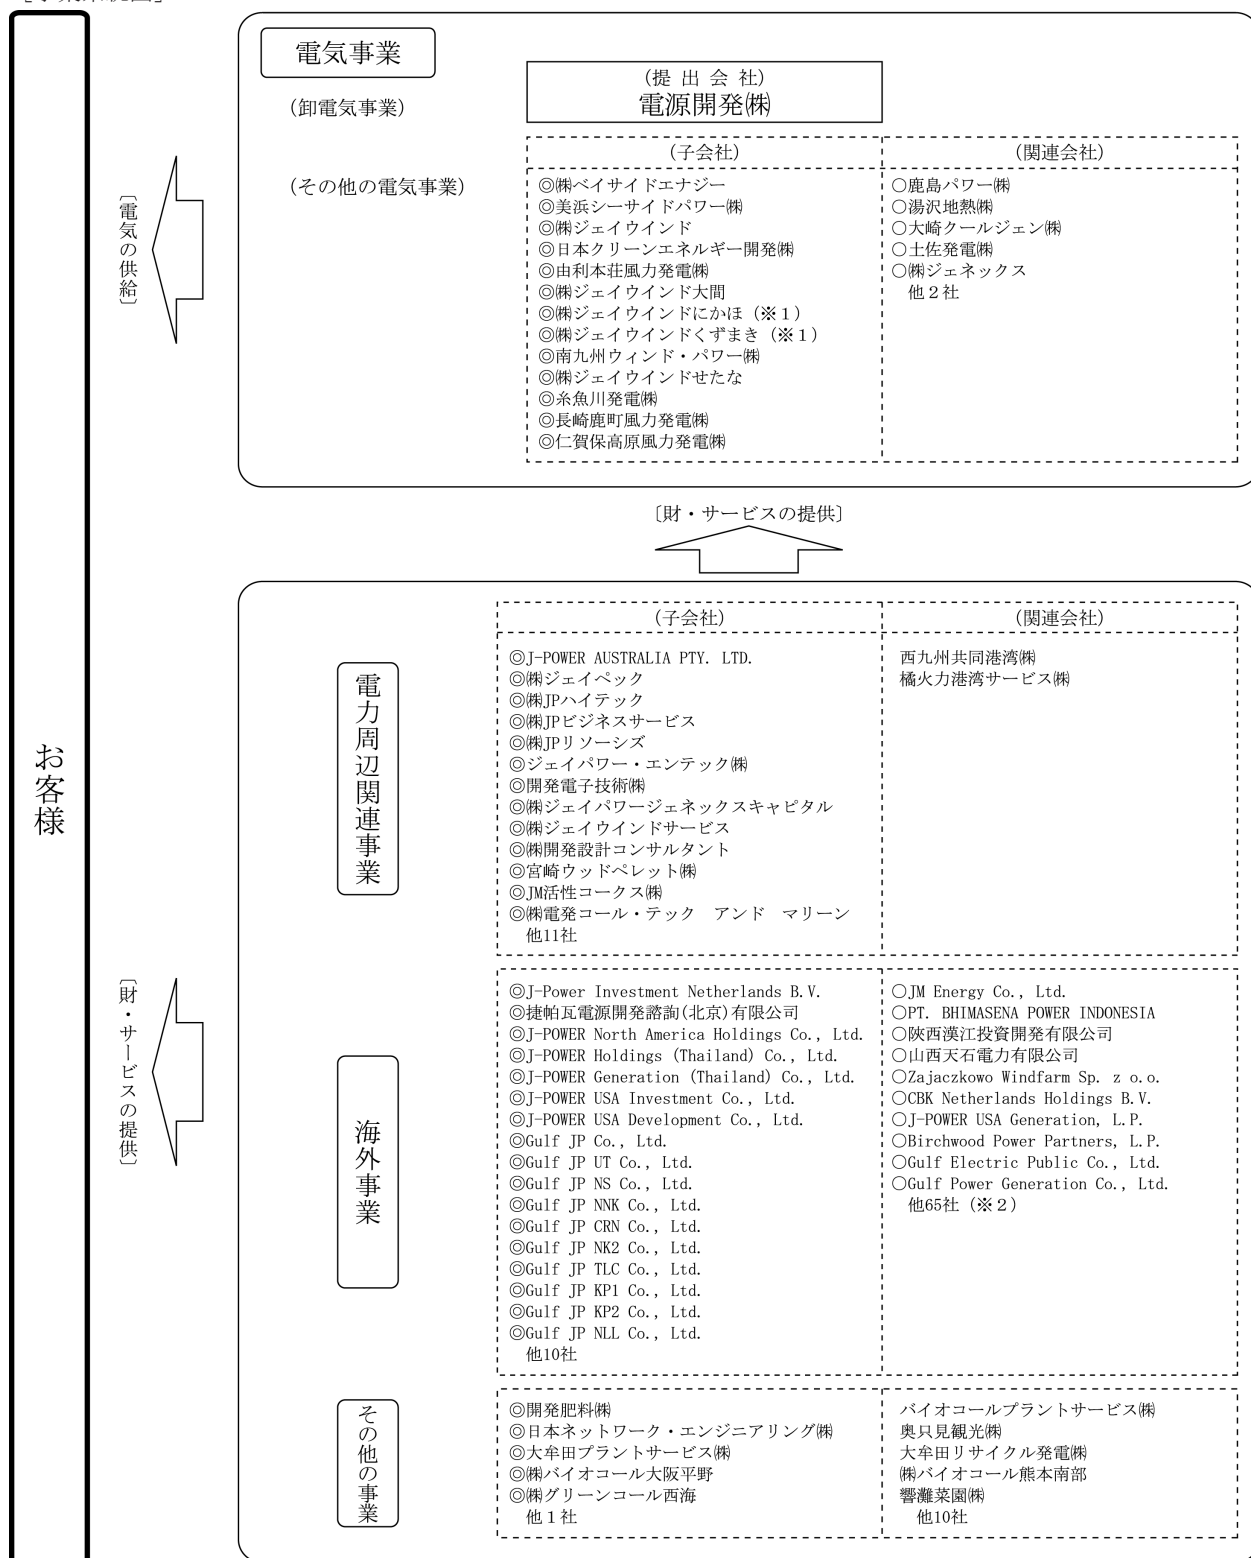 お客様
〔電気の供給〕
電気事業
(卸電気事業)
(提出会社)
電源開発㈱
(その他の電気事業)
(子会社)
◎㈱ベイサイドエナジー
◎美浜シーサイドパワー㈱
◎㈱ジェイウインド
◎日本クリーンエネルギー開発㈱
◎由利本荘風力発電㈱
◎㈱ジェイウインド大間
◎㈱ジェイウインドにかほ（※１）
◎㈱ジェイウインドくずまき（※１）
◎南九州ウィンド・パワー㈱
◎㈱ジェイウインドせたな
◎糸魚川発電㈱
◎長崎鹿町風力発電㈱
◎仁賀保高原風力発電㈱
(関連会社)
○鹿島パワー㈱
○湯沢地熱㈱
○大崎クールジェン㈱
○土佐発電㈱
○㈱ジェネックス
他２社
〔財・サービスの提供〕
〔財・サービスの提供〕
電力周辺関連事業
(子会社)
◎J-POWER AUSTRALIA PTY. LTD.
◎㈱ジェイペック
◎㈱JPハイテック
◎㈱JPビジネスサービス
◎㈱JPリソーシズ
◎ジェイパワー・エンテック㈱
◎開発電子技術㈱
◎㈱ジェイパワージェネックスキャピタル
◎㈱ジェイウインドサービス
◎㈱開発設計コンサルタント
◎宮崎ウッドペレット㈱
◎JM活性コークス㈱
◎㈱電発コール・テック　アンド　マリーン
他11社
(関連会社)
西九州共同港湾㈱
橘火力港湾サービス㈱
海外事業
◎J-Power Investment Netherlands B.V.
◎捷帕瓦電源開発諮詢(北京)有限公司
◎J-POWER North America Holdings Co., Ltd.
◎J-POWER Holdings (Thailand) Co., Ltd.
◎J-POWER Generation (Thailand) Co., Ltd.
◎J-POWER USA Investment Co., Ltd.
◎J-POWER USA Development Co., Ltd.
◎Gulf JP Co., Ltd.
◎Gulf JP UT Co., Ltd.
◎Gulf JP NS Co., Ltd.
◎Gulf JP NNK Co., Ltd.
◎Gulf JP CRN Co., Ltd.
◎Gulf JP NK2 Co., Ltd.
◎Gulf JP TLC Co., Ltd.
◎Gulf JP KP1 Co., Ltd.
◎Gulf JP KP2 Co., Ltd.
◎Gulf JP NLL Co., Ltd.
他10社
○JM Energy Co., Ltd.
○PT. BHIMASENA POWER INDONESIA
○陝西漢江投資開発有限公司
○山西天石電力有限公司
○Zajaczkowo Windfarm Sp. z o.o.
○CBK Netherlands Holdings B.V.
○J-POWER USA Generation, L.P.
○Birchwood Power Partners, L.P.
○Gulf Electric Public Co., Ltd.
○Gulf Power Generation Co., Ltd.
他65社（※２）
その他の事業
◎開発肥料㈱
◎日本ネットワーク・エンジニアリング㈱
◎大牟田プラントサービス㈱
◎㈱バイオコール大阪平野
◎㈱グリーンコール西海
他１社
バイオコールプラントサービス㈱
奥只見観光㈱
大牟田リサイクル発電㈱
㈱バイオコール熊本南部
響灘菜園㈱
他10社